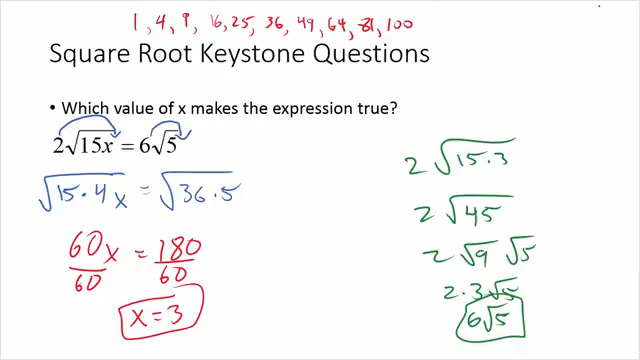 1, 4, 9, 16, 25, 36, 49, 64, 81, 100
Square Root Keystone Questions
• Which value of x makes the expression true?
2√15x = 6√5
√15·4x = √36·5
60x = 180
60 60
x = 3
2√15·3
2√45
2√9 √5
2·3√5
6√5